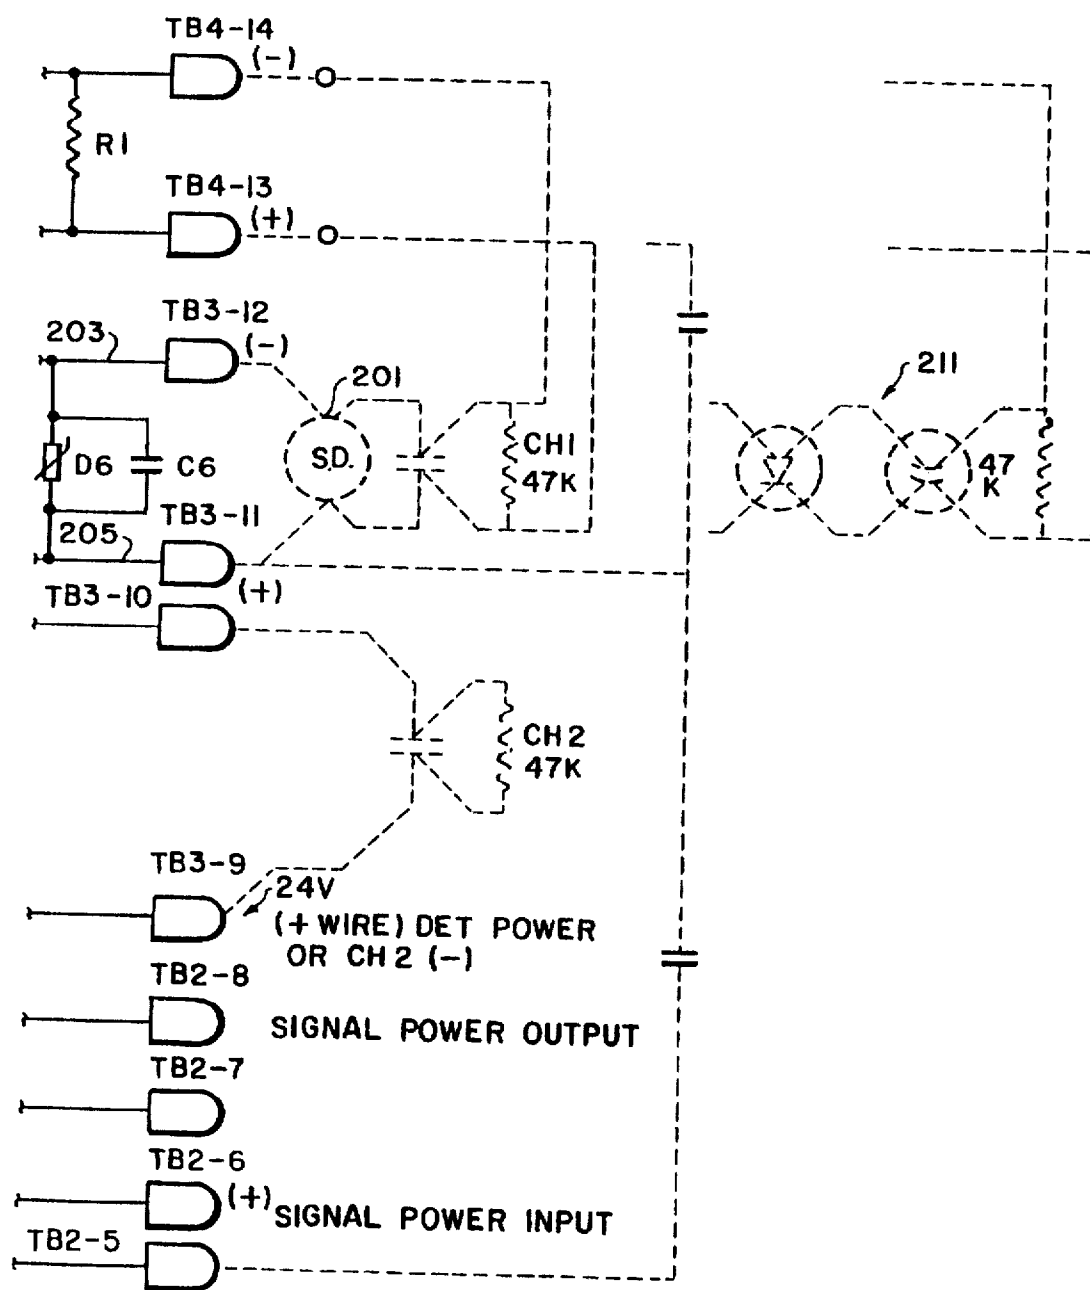 TB4-14
(-)
R1
TB4-13
(+)
TB3-12
203
(-)
201
211
S.D.
CH1
47K
47
K
D6
C6
TB3-11
205
(+)
TB3-10
CH2
47K
TB3-9
24V
(+ WIRE) DET POWER
OR CH2 (-)
TB2-8
SIGNAL POWER OUTPUT
TB2-7
TB2-6
(+)
SIGNAL POWER INPUT
TB2-5